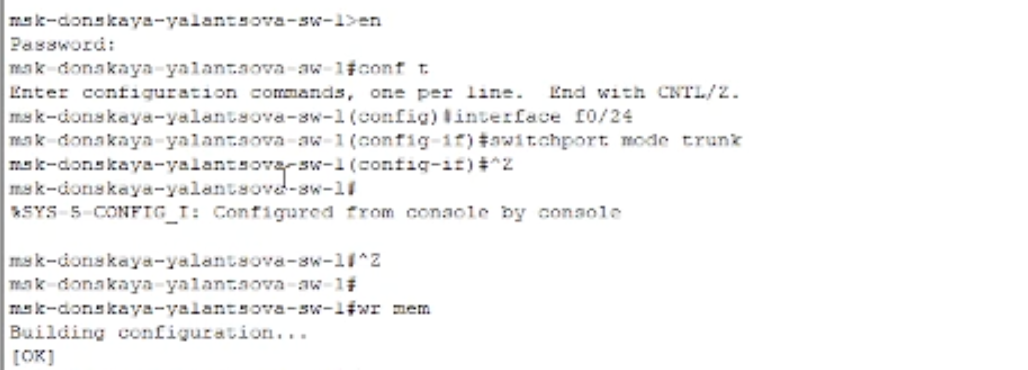 msk-donskaya-yalantsova-sw-1>en
Password:
msk-donskaya-yalantsova-sw-1#conf t
Enter configuration commands, one per line.  End with CNTL/Z.
msk-donskaya-yalantsova-sw-1(config)#interface f0/24
msk-donskaya-yalantsova-sw-1(config-if)#switchport mode trunk
msk-donskaya-yalantsova-sw-1(config-if)#^Z
msk-donskaya-yalantsova-sw-1#
%SYS-5-CONFIG_I: Configured from console by console
msk-donskaya-yalantsova-sw-1#^Z
msk-donskaya-yalantsova-sw-1#
msk-donskaya-yalantsova-sw-1#wr mem
Building configuration...
[OK]